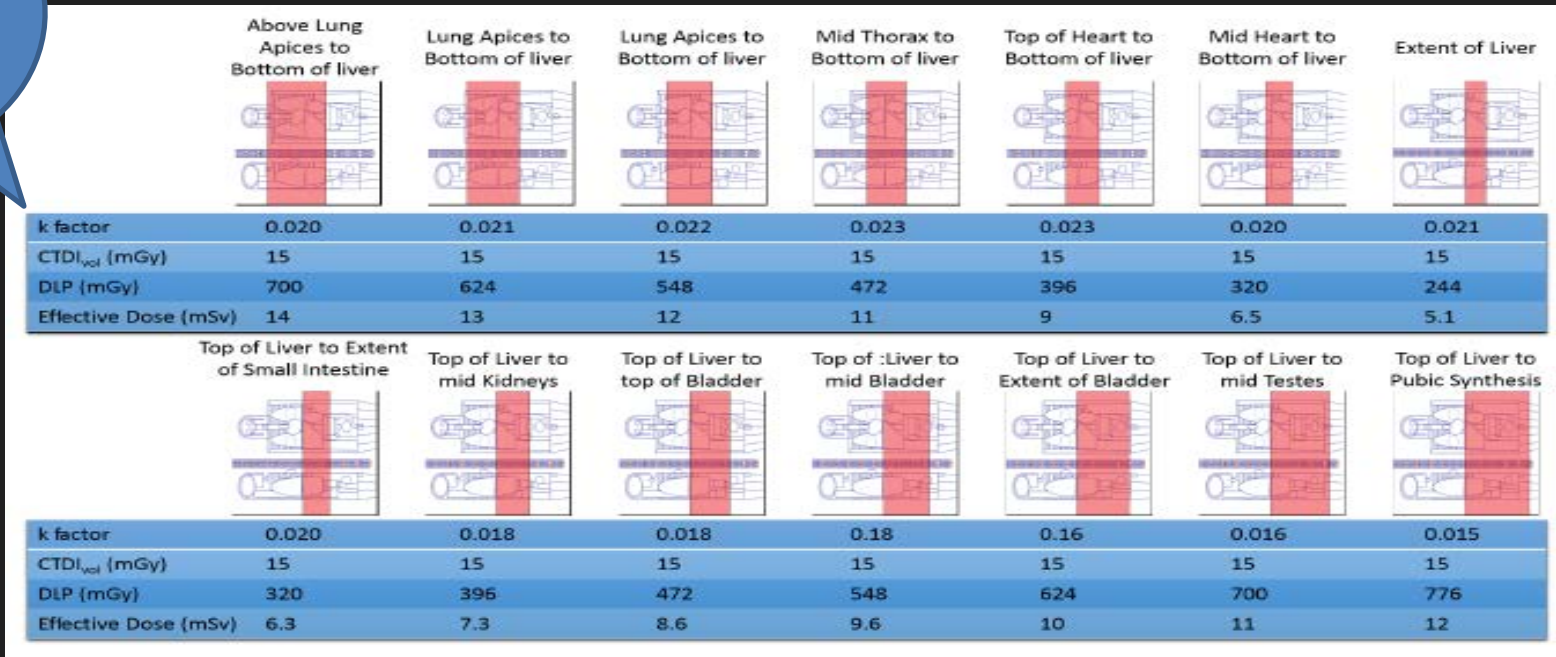 Above Lung Apices to Bottom of liver
Lung Apices to Bottom of liver
Lung Apices to Bottom of liver
Mid Thorax to Bottom of liver
Top of Heart to Bottom of liver
Mid Heart to Bottom of liver
Extent of Liver
k factor 0.020 0.021 0.022 0.023 0.023 0.020 0.021
CTDIvol (mGy) 15 15 15 15 15 15 15
DLP (mGy) 700 624 548 472 396 320 244
Effective Dose (mSv) 14 13 12 11 9 6.5 5.1
Top of Liver to Extent of Small Intestine
Top of Liver to mid Kidneys
Top of Liver to top of Bladder
Top of :Liver to mid Bladder
Top of Liver to Extent of Bladder
Top of Liver to mid Testes
Top of Liver to Pubic Synthesis
k factor 0.020 0.018 0.018 0.18 0.16 0.016 0.015
CTDIvol (mGy) 15 15 15 15 15 15 15
DLP (mGy) 320 396 472 548 624 700 776
Effective Dose (mSv) 6.3 7.3 8.6 9.6 10 11 12